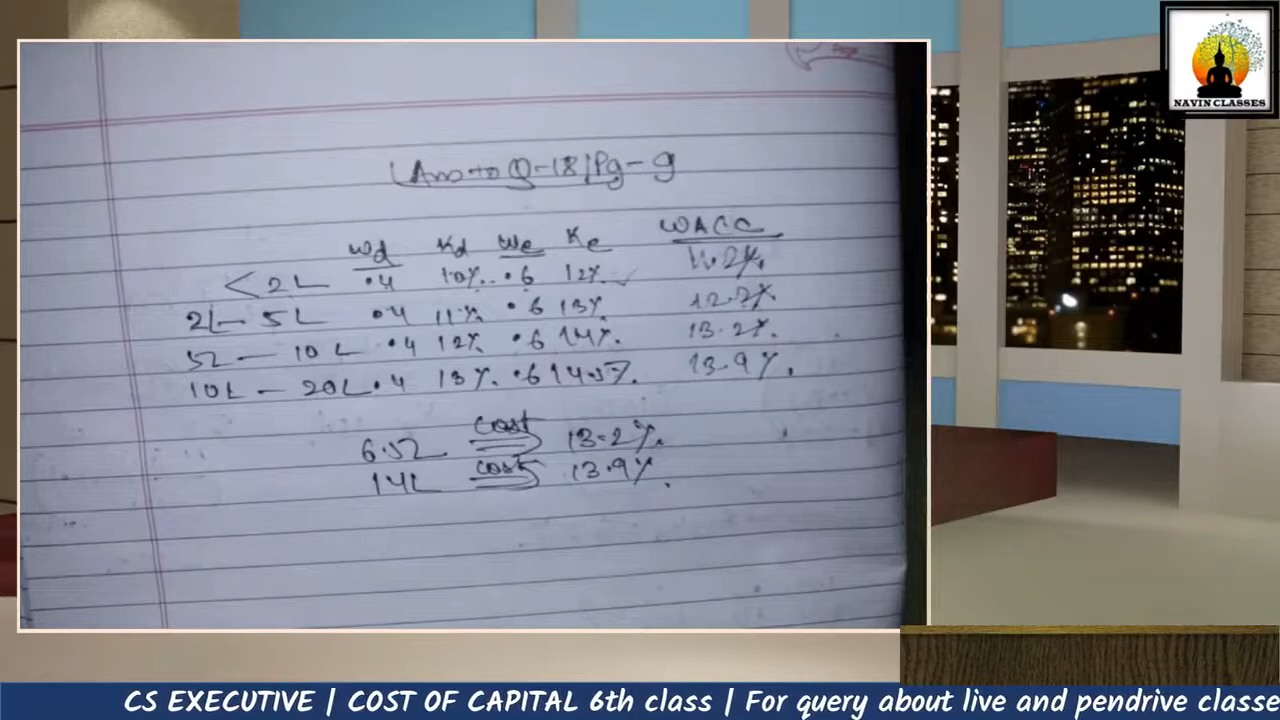 NAVIN CLASSES
Ans to Q-18 | Pg-9
Wd Kd We Ke WACC
< 2L .4 10%. .6 12%. 11.2%.
2L - 5L .4 11%. .6 13% 12.2%
5L - 10L .4 12%. .6 14%. 13.2%.
10L - 20L .4 13%. .6 14.5%. 13.9%.
6.5L cost 13.2%.
14L cost 13.9%.
CS EXECUTIVE | COST OF CAPITAL 6th class | For query about live and pendrive classe